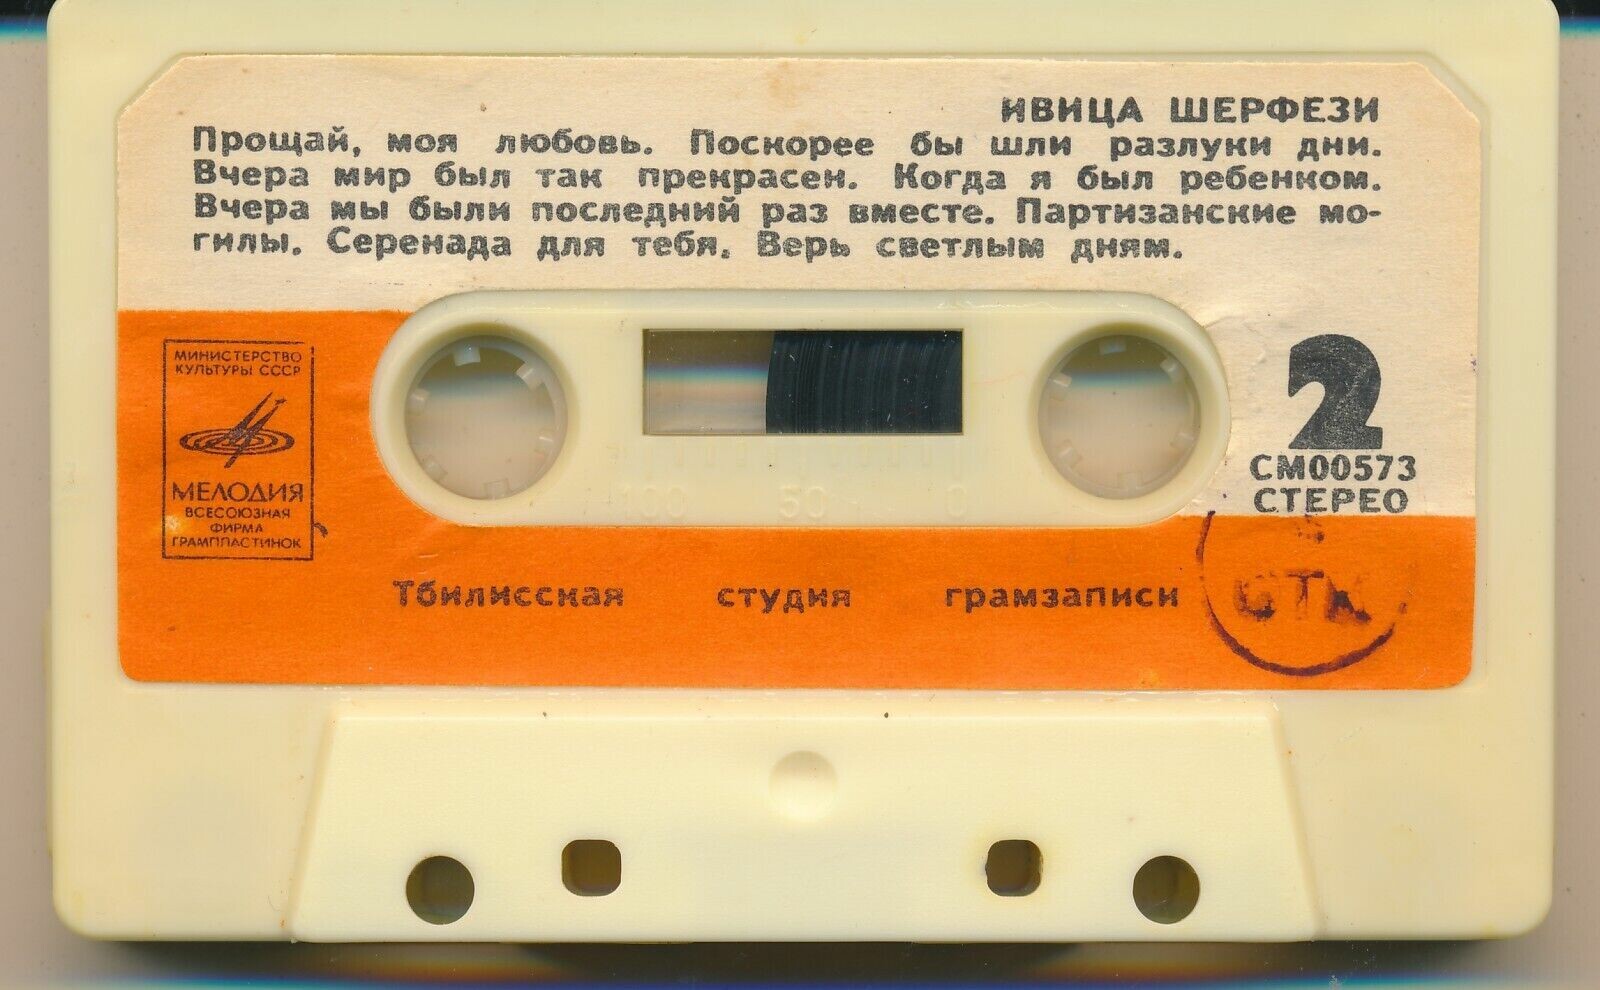 ИВИЦА ШЕРФЕЗИ
Прощай, моя любовь. Поскорее бы шли разлуки дни.
Вчера мир был так прекрасен. Когда я был ребенком.
Вчера мы были последний раз вместе. Партизанские мо-
гилы. Серенада для тебя. Верь светлым дням.
МИНИСТЕРСТВО
КУЛЬТУРЫ СССР
МЕЛОДИЯ
ВСЕСОЮЗНАЯ
ФИРМА
ГРАМПЛАСТИНОК
100 50 0
2
СМ00573
СТЕРЕО
Тбилисская студия грамзаписи